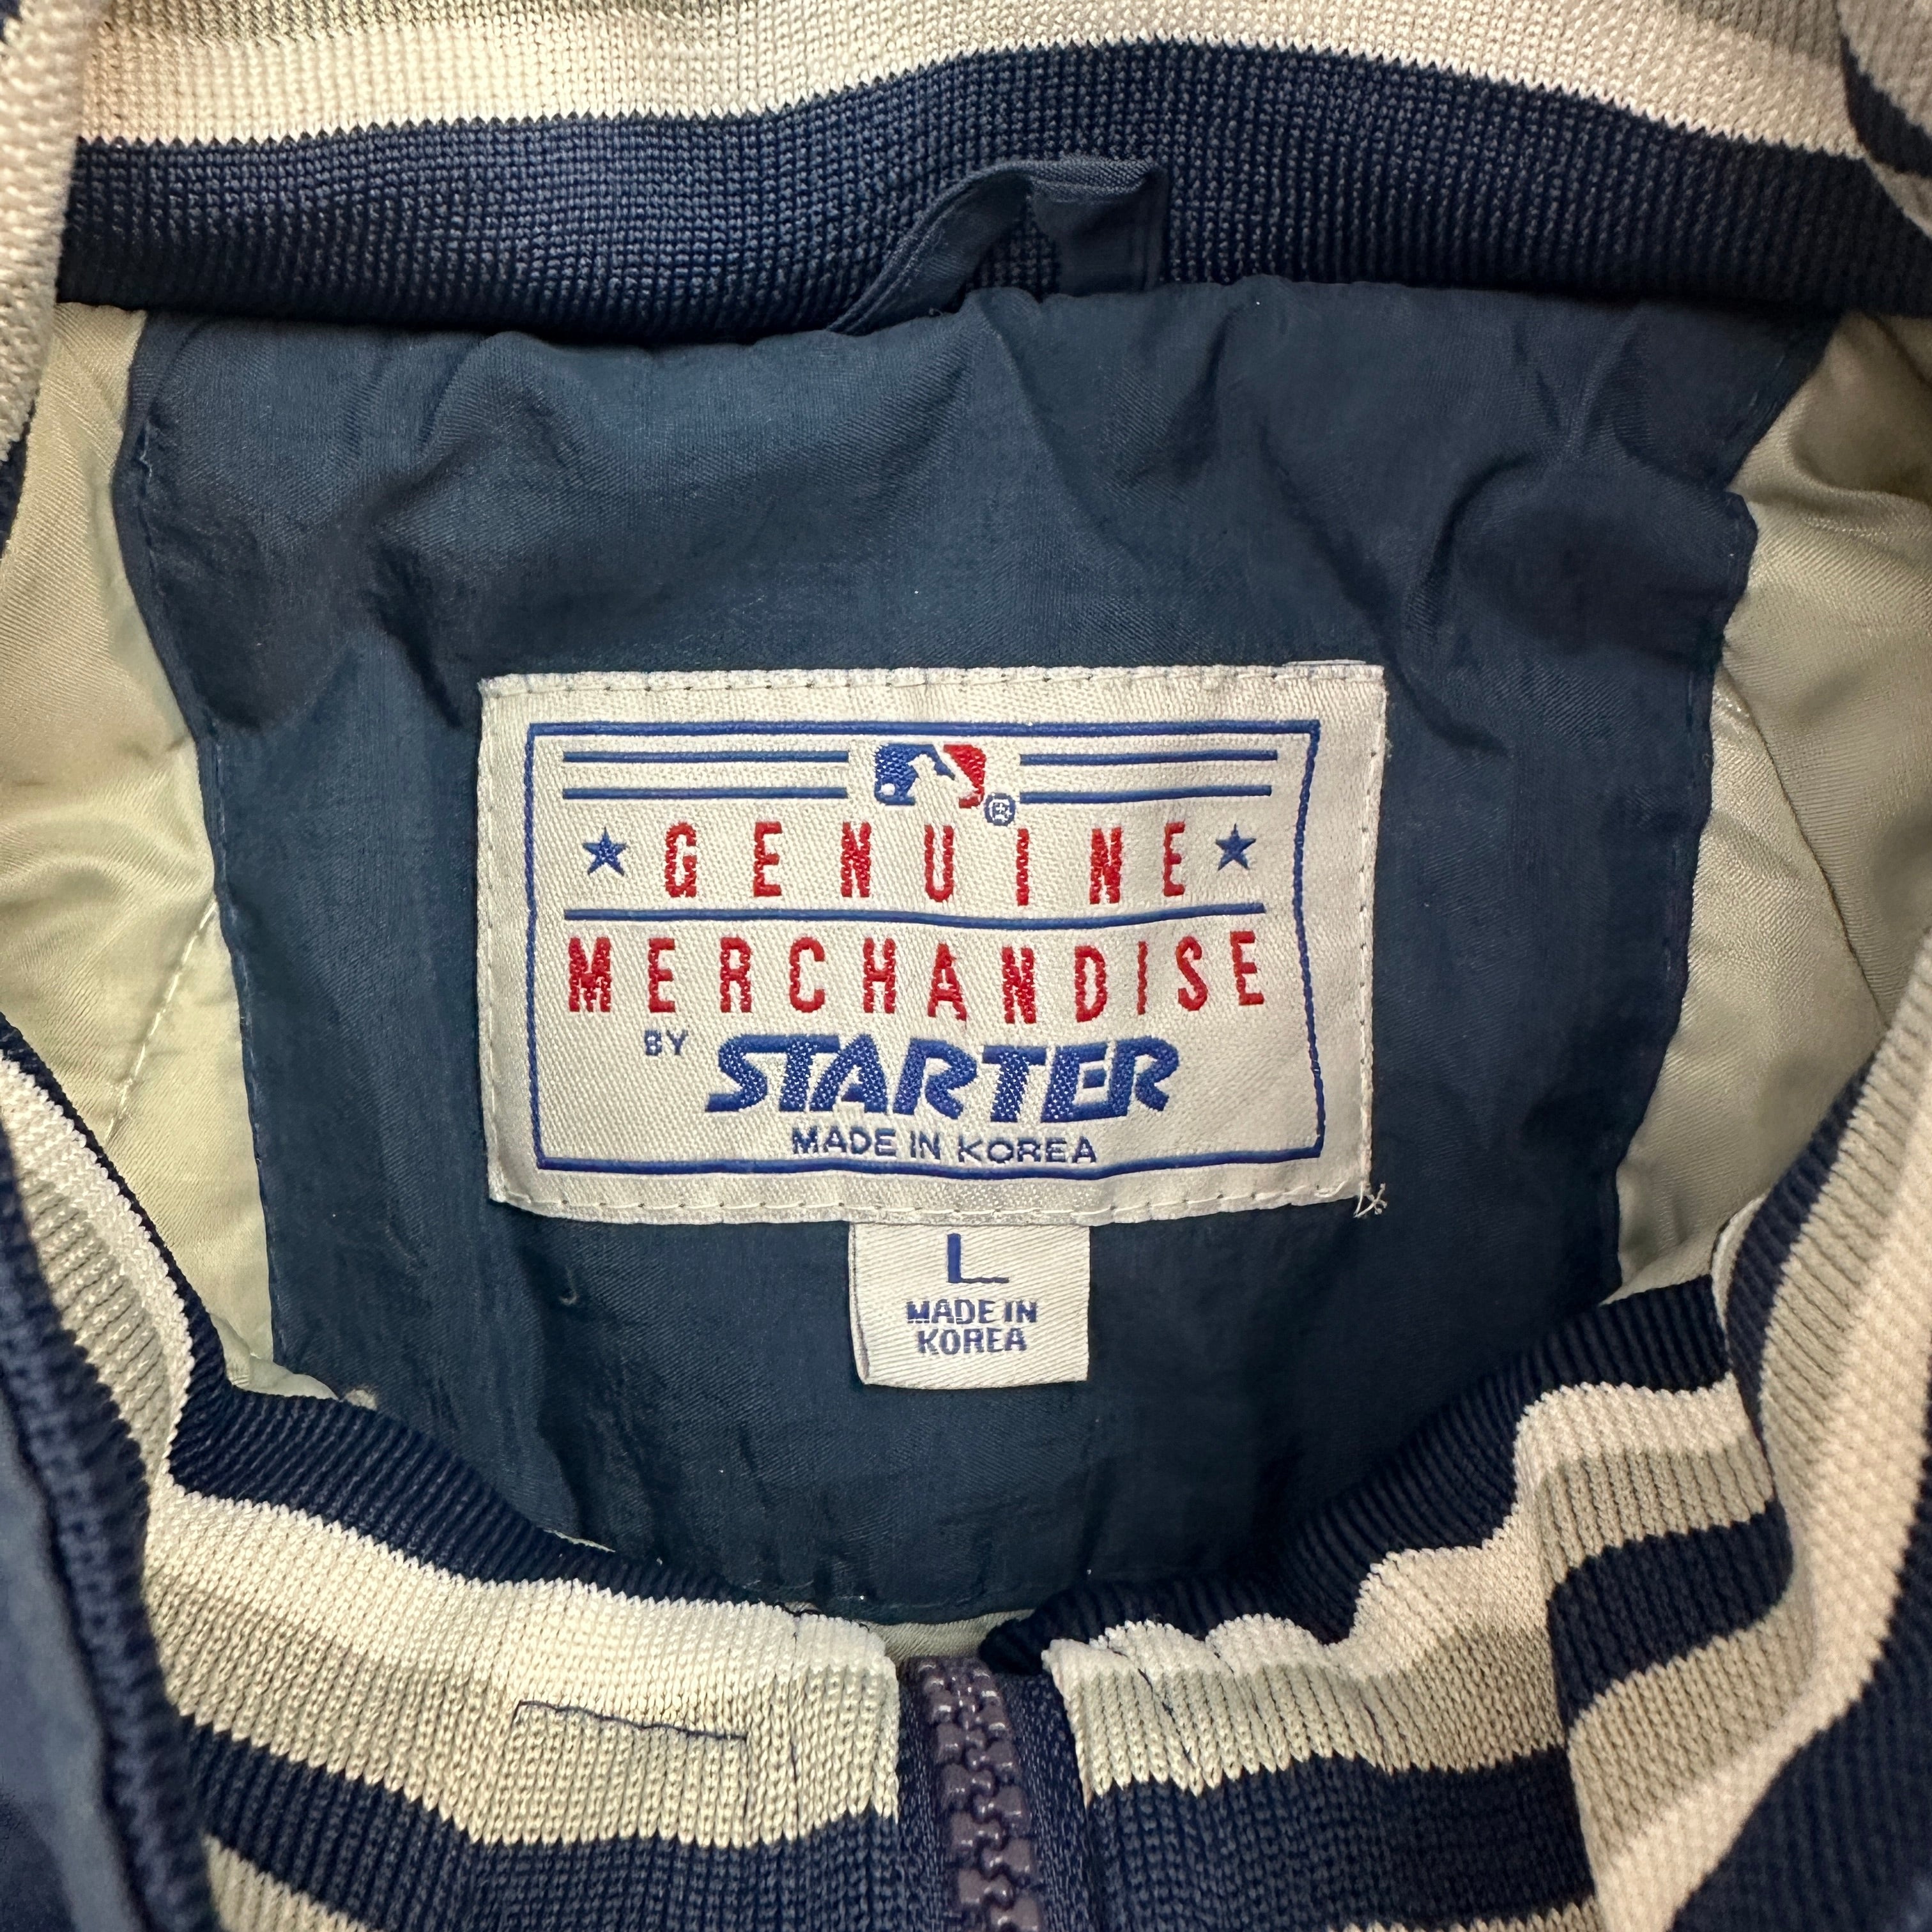 ®
GENUINE
MERCHANDISE
BY STARTER
MADE IN KOREA
L
MADE IN
KOREA